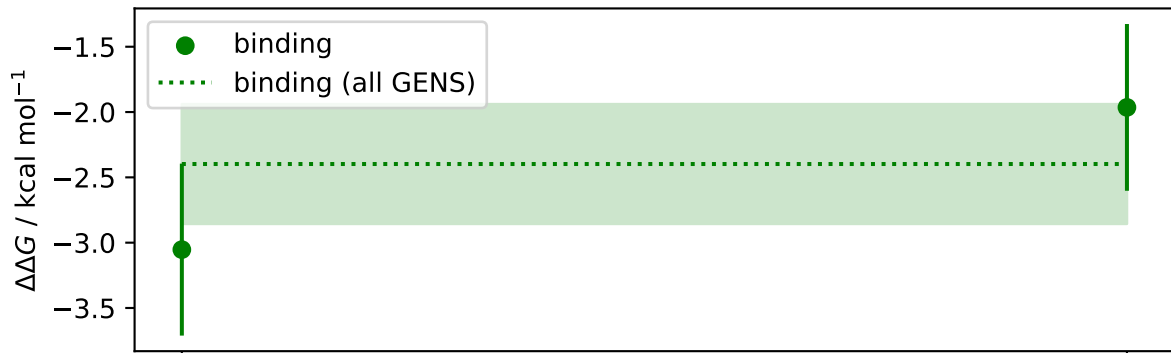 binding
binding (all GENS)
ΔΔG / kcal mol⁻¹
−1.5
−2.0
−2.5
−3.0
−3.5